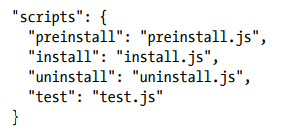 "scripts": {
  "preinstall": "preinstall.js",
  "install": "install.js",
  "uninstall": "uninstall.js",
  "test": "test.js"
}